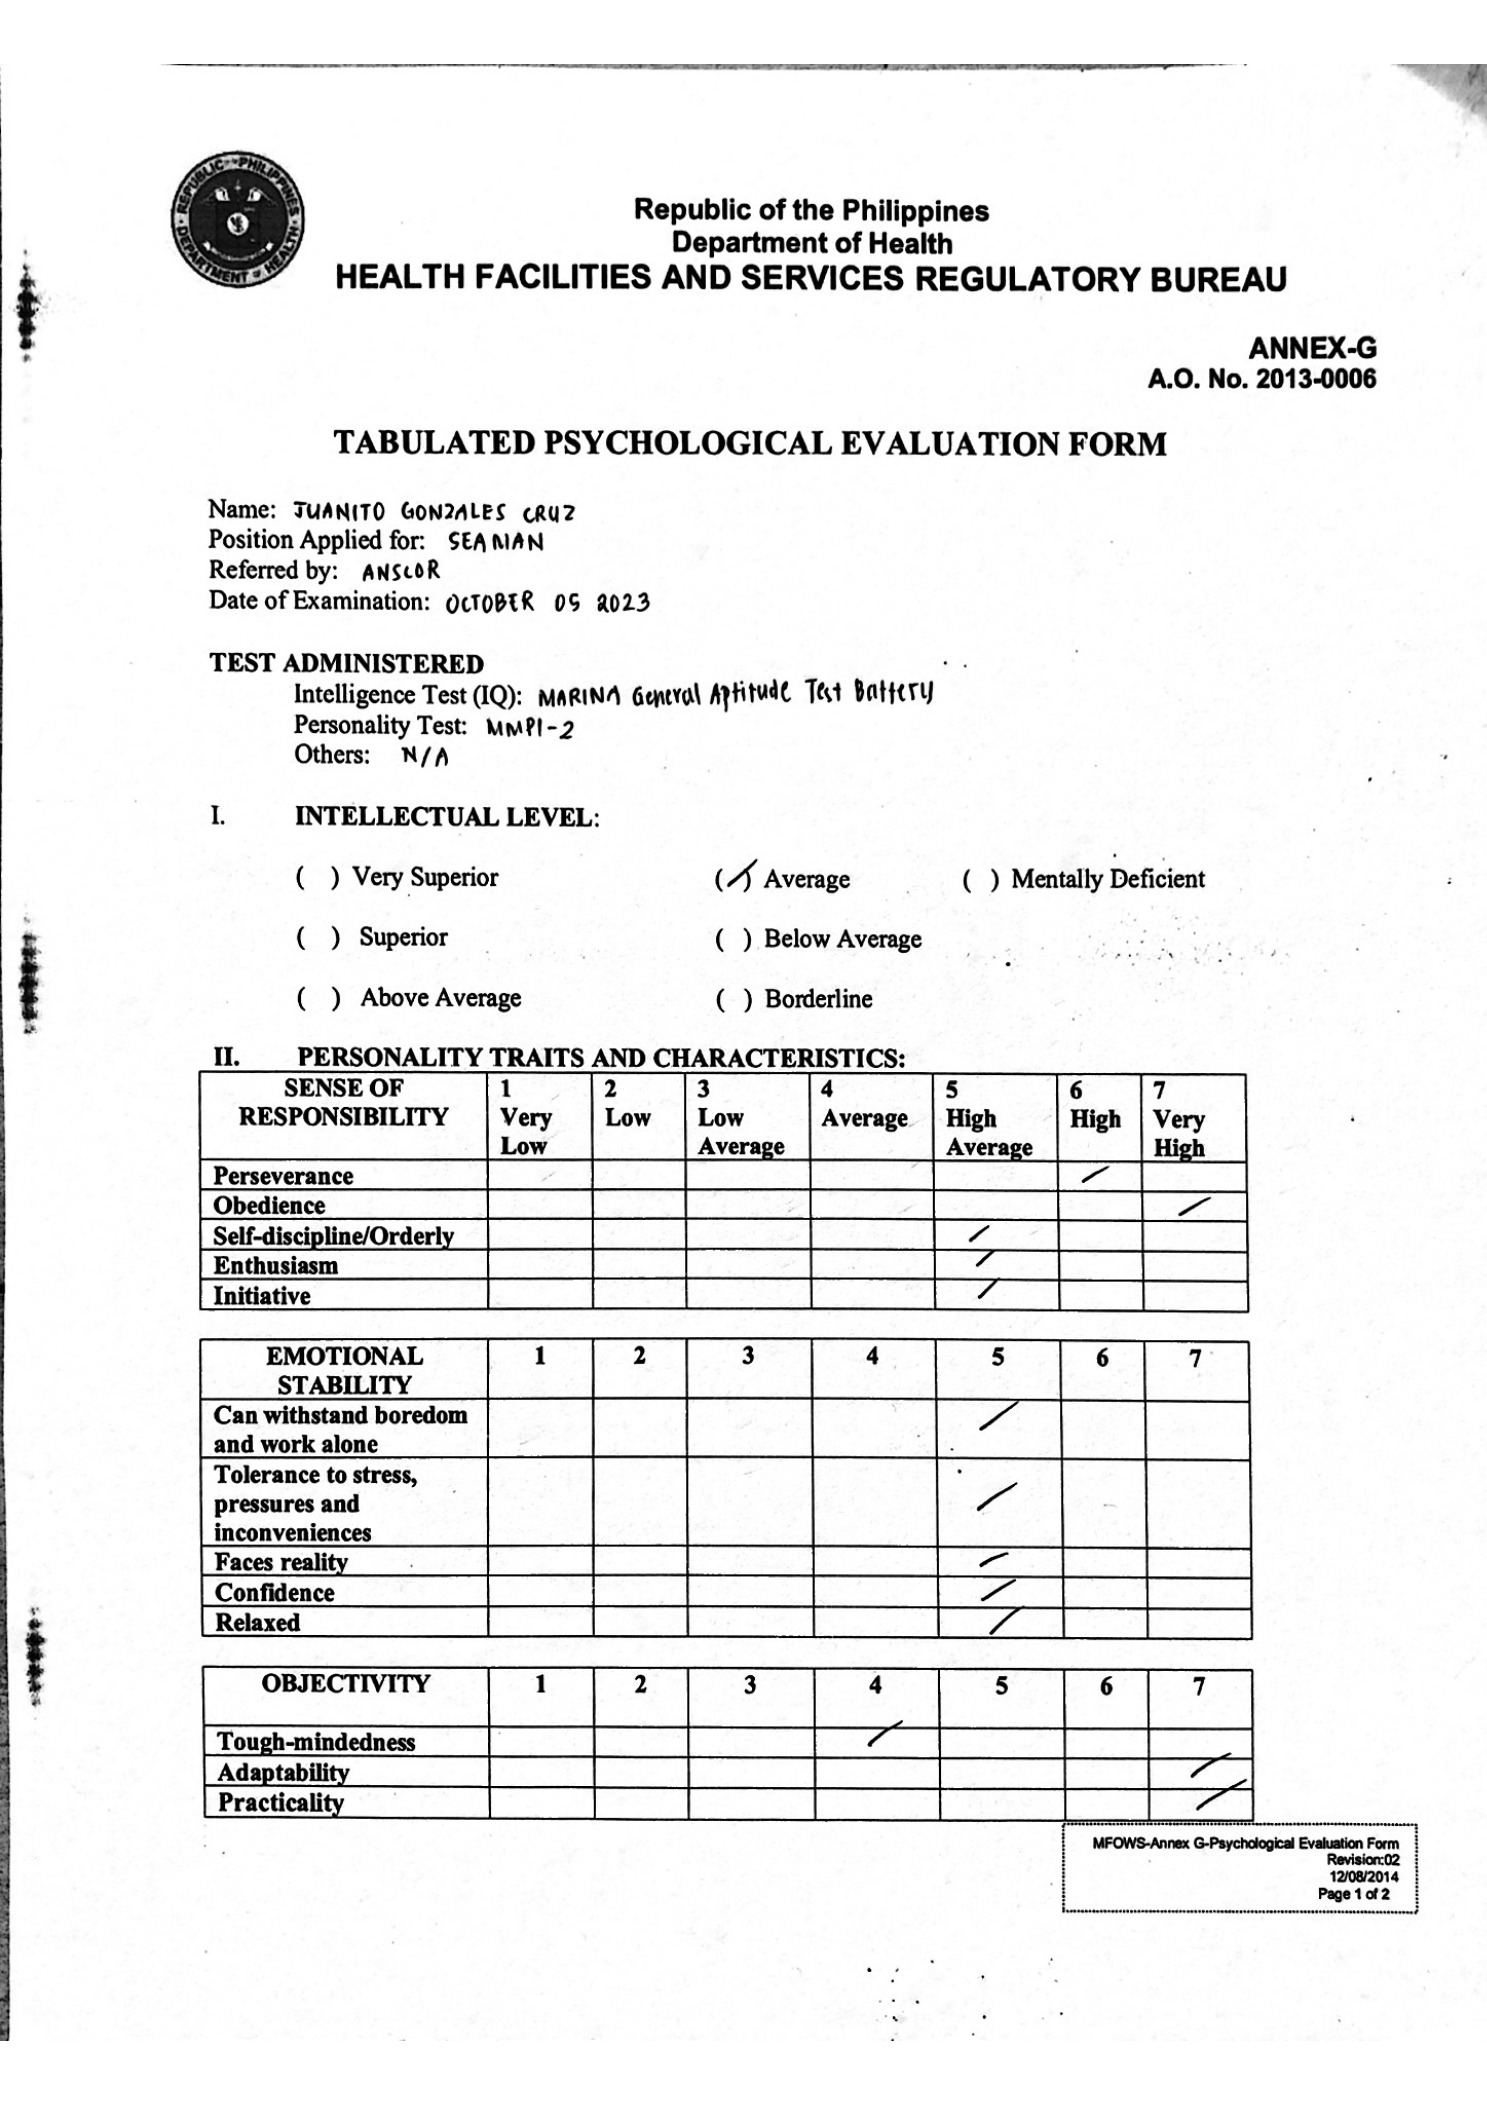 REPUBLIC PHILIPPINES
DEPARTMENT OF HEALTH
Republic of the Philippines
Department of Health
HEALTH FACILITIES AND SERVICES REGULATORY BUREAU
ANNEX-G
A.O. No. 2013-0006
TABULATED PSYCHOLOGICAL EVALUATION FORM
Name: JUANITO GONZALES CRUZ
Position Applied for: SEAMAN
Referred by: ANSCOR
Date of Examination: OCTOBER 05 2023
TEST ADMINISTERED
Intelligence Test (IQ): MARINA General Aptitude Test Battery
Personality Test: MMPI-2
Others: N/A
I. INTELLECTUAL LEVEL:
( ) Very Superior (/) Average ( ) Mentally Deficient
( ) Superior ( ) Below Average
( ) Above Average ( ) Borderline
II. PERSONALITY TRAITS AND CHARACTERISTICS:
SENSE OF 1 2 3 4 5 6 7
RESPONSIBILITY Very Low Low Average High High Very
Low Average Average High
Perseverance /
Obedience /
Self-discipline/Orderly /
Enthusiasm /
Initiative /
EMOTIONAL 1 2 3 4 5 6 7
STABILITY
Can withstand boredom /
and work alone
Tolerance to stress,
pressures and /
inconveniences
Faces reality /
Confidence /
Relaxed /
OBJECTIVITY 1 2 3 4 5 6 7
Tough-mindedness /
Adaptability /
Practicality /
MFOWS-Annex G-Psychological Evaluation Form
Revision:02
12/08/2014
Page 1 of 2